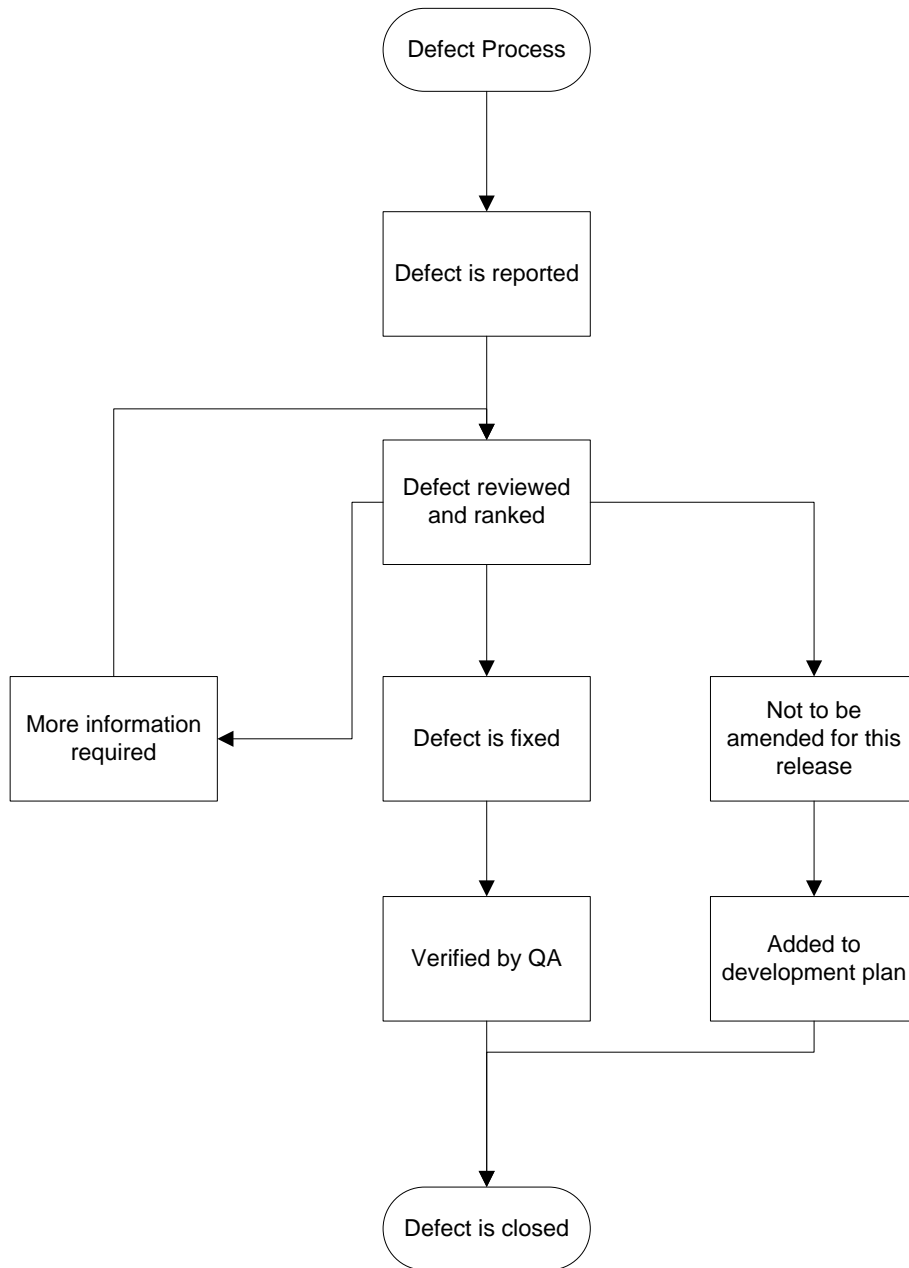 Defect Process
Defect is reported
Defect reviewed
and ranked
More information
required
Defect is fixed
Not to be
amended for this
release
Verified by QA
Added to
development plan
Defect is closed